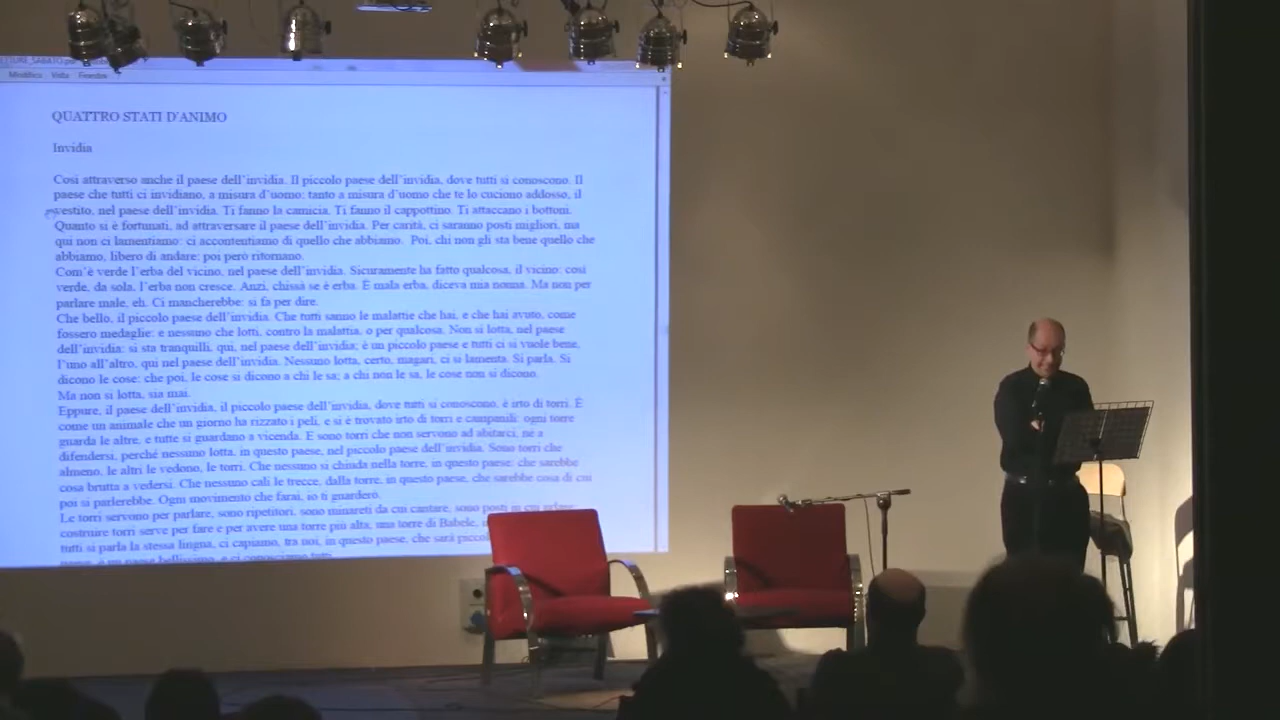 Modifica Vista Finestra
QUATTRO STATI D'ANIMO
Invidia
Così attraverso anche il paese dell'invidia. Il piccolo paese dell'invidia, dove tutti si conoscono. Il
paese che tutti ci invidiano, a misura d'uomo: tanto a misura d'uomo che te lo cuciono addosso, il
vestito, nel paese dell'invidia. Ti fanno la camicia. Ti fanno il cappottino. Ti attaccano i bottoni.
Quanto si è fortunati, ad attraversare il paese dell'invidia. Per carità, ci saranno posti migliori, ma
qui non ci lamentiamo: ci accontentiamo di quello che abbiamo. Poi, chi non gli sta bene quello che
abbiamo, libero di andare: poi però ritornano.
Com'è verde l'erba del vicino, nel paese dell'invidia. Sicuramente ha fatto qualcosa, il vicino: così
verde, da sola, l'erba non cresce. Anzi, chissà se è erba. È mala erba, diceva mia nonna. Ma non per
parlare male, eh. Ci mancherebbe: si fa per dire.
Che bello, il piccolo paese dell'invidia. Che tutti sanno le malattie che hai, e che hai avuto, come
fossero medaglie: e nessuno che lotti, contro la malattia, o per qualcosa. Non si lotta, nel paese
dell'invidia: si sta tranquilli, qui, nel paese dell'invidia; è un piccolo paese e tutti ci si vuole bene,
l'uno all'altro, qui nel paese dell'invidia. Nessuno lotta, certo, magari, ci si lamenta. Si parla. Si
dicono le cose: che poi, le cose si dicono a chi le sa; a chi non le sa, le cose non si dicono.
Ma non si lotta, sia mai.
Eppure, il paese dell'invidia, il piccolo paese dell'invidia, dove tutti si conoscono, è irto di torri. È
come un animale che un giorno ha rizzato i peli, e si è trovato irto di torri e campanili: ogni torre
guarda le altre, e tutte si guardano a vicenda. E sono torri che non servono ad abitarci, né a
difendersi, perché nessuno lotta, in questo paese, nel piccolo paese dell'invidia. Sono torri che
almeno, le altri le vedono, le torri. Che nessuno si chiuda nella torre, in questo paese: che sarebbe
cosa brutta a vedersi. Che nessuno cali le trecce, dalla torre, in questo paese, che sarebbe cosa di cui
poi si parlerebbe. Ogni movimento che farai, io ti guarderò.
Le torri servono per parlare, sono ripetitori, sono minareti da cui cantare, sono posti in cui
costruire torri serve per fare e per avere una torre più alta, una torre di Babele,
tutti si parla la stessa lingua, ci capiamo, tra noi, in questo paese, che sarà
paese, è un paese bellissimo, e ci conosciamo tutti